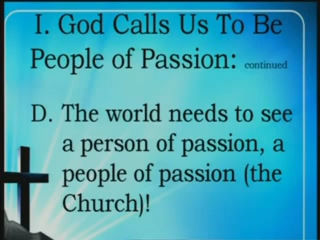 I. God Calls Us To Be
People of Passion: continued
D. The world needs to see
a person of passion, a
people of passion (the
Church)!